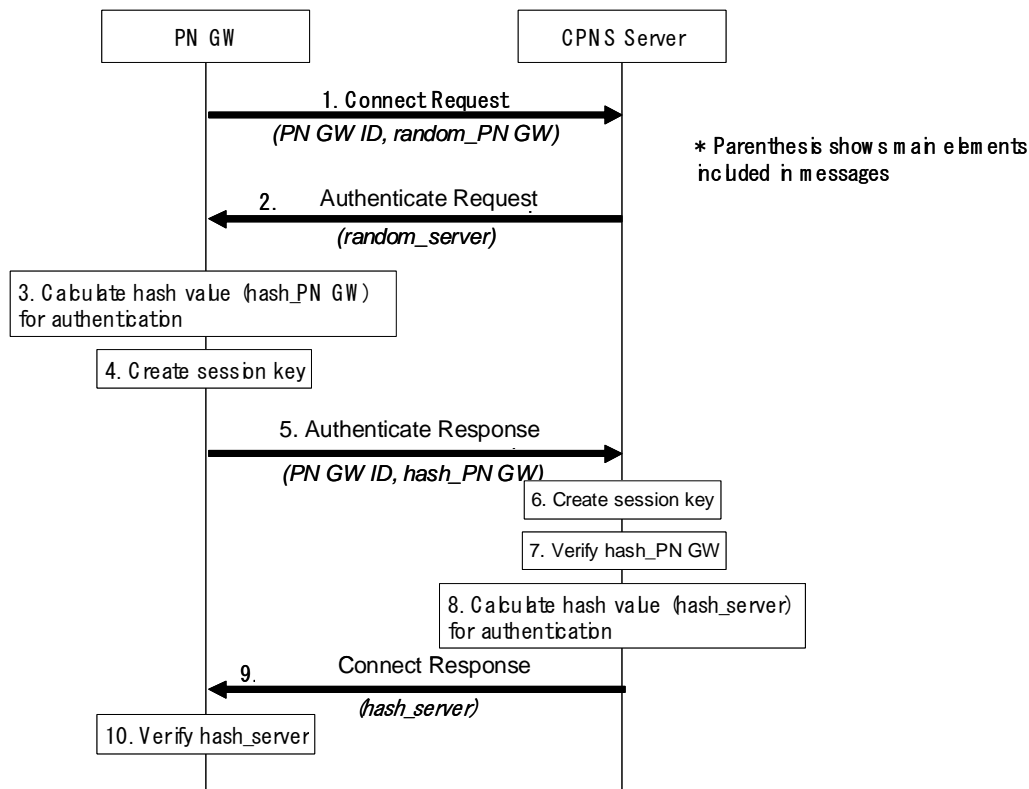 PN GW
CPNS Server
1. Connect Request
(PN GW ID, random_PN GW)
* Parenthesis shows main elements
included in messages
2. Authenticate Request
(random_server)
3. Calculate hash value (hash_PN GW)
for authentication
4. Create session key
5. Authenticate Response
(PN GW ID, hash_PN GW)
6. Create session key
7. Verify hash_PN GW
8. Calculate hash value (hash_server)
for authentication
9. Connect Response
(hash_server)
10. Verify hash_server